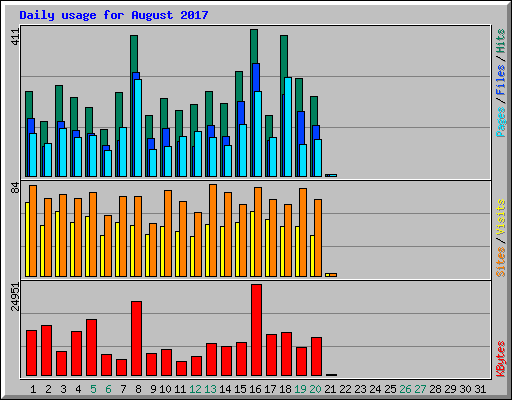 Daily usage for August 2017
411
Pages / Files / Hits
84
Sites / Visits
24951
KBytes
1 2 3 4 5 6 7 8 9 10 11 12 13 14 15 16 17 18 19 20 21 22 23 24 25 26 27 28 29 30 31